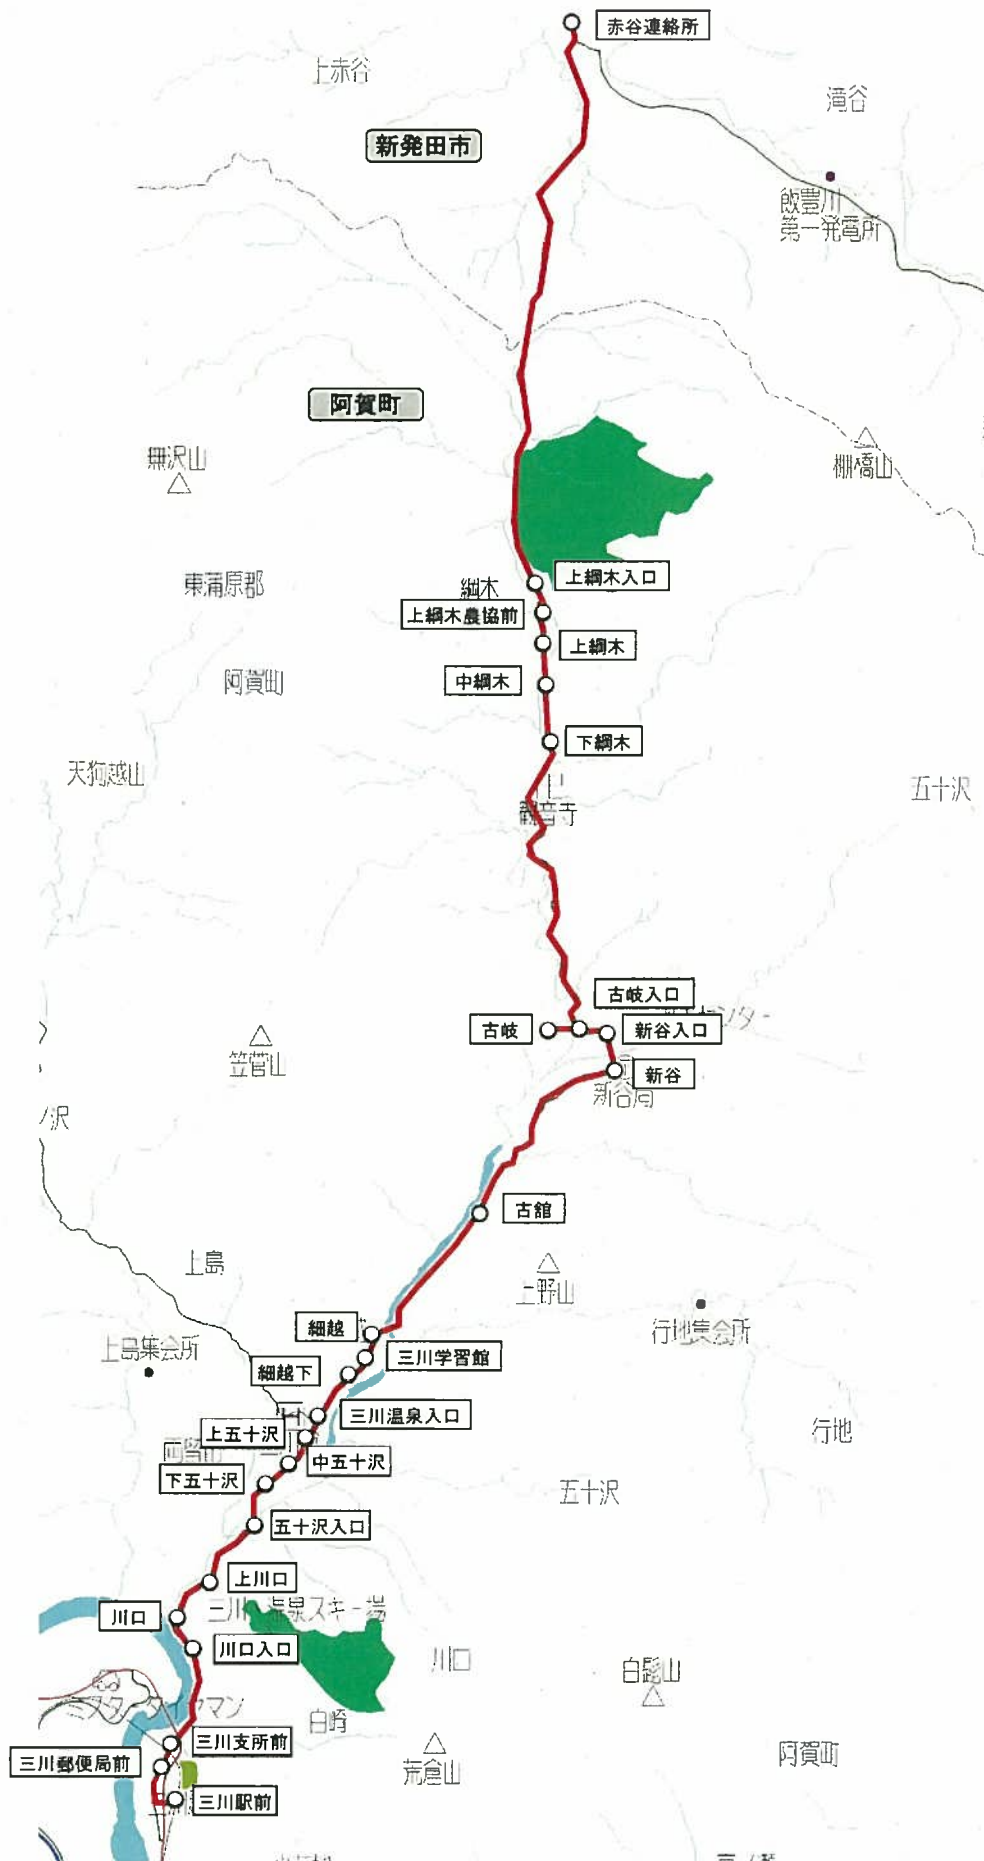 赤谷連絡所
上赤谷
滝谷
新発田市
飯豊川
第一発電所
阿賀町
棚橋山
東蒲原郡
綱木
上綱木入口
上綱木農協前
上綱木
阿賀町
中綱木
下綱木
天狗越山
五十沢
観音寺
古岐入口
古岐
新谷入口
笠菅山
新谷
新谷局
ノ沢
古舘
上島
上野山
細越
行地集会所
上島集会所
三川学習館
細越下
三川温泉入口
上五十沢
行地
中五十沢
下五十沢
五十沢
五十沢入口
上川口
三川温泉スキー場
川口
川口入口
川口
白髭山
白崎
三川支所前
阿賀町
三川郵便局前
荒倉山
三川駅前